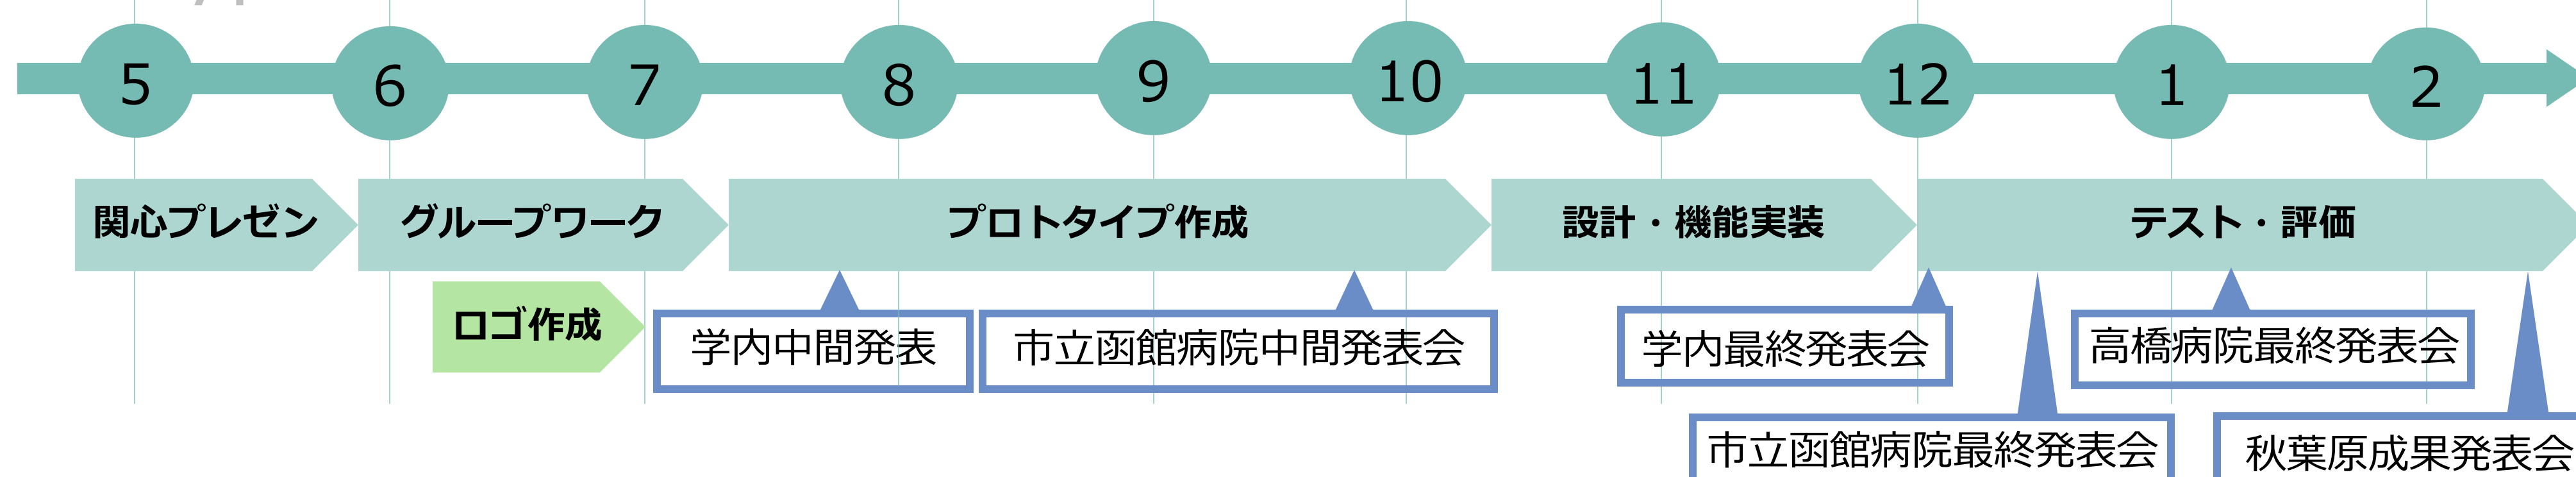 5 6 7 8 9 10 11 12 1 2
関心プレゼン グループワーク プロトタイプ作成 設計・機能実装 テスト・評価
ロゴ作成
学内中間発表 市立函館病院中間発表会 学内最終発表会 高橋病院最終発表会
市立函館病院最終発表会 秋葉原成果発表会